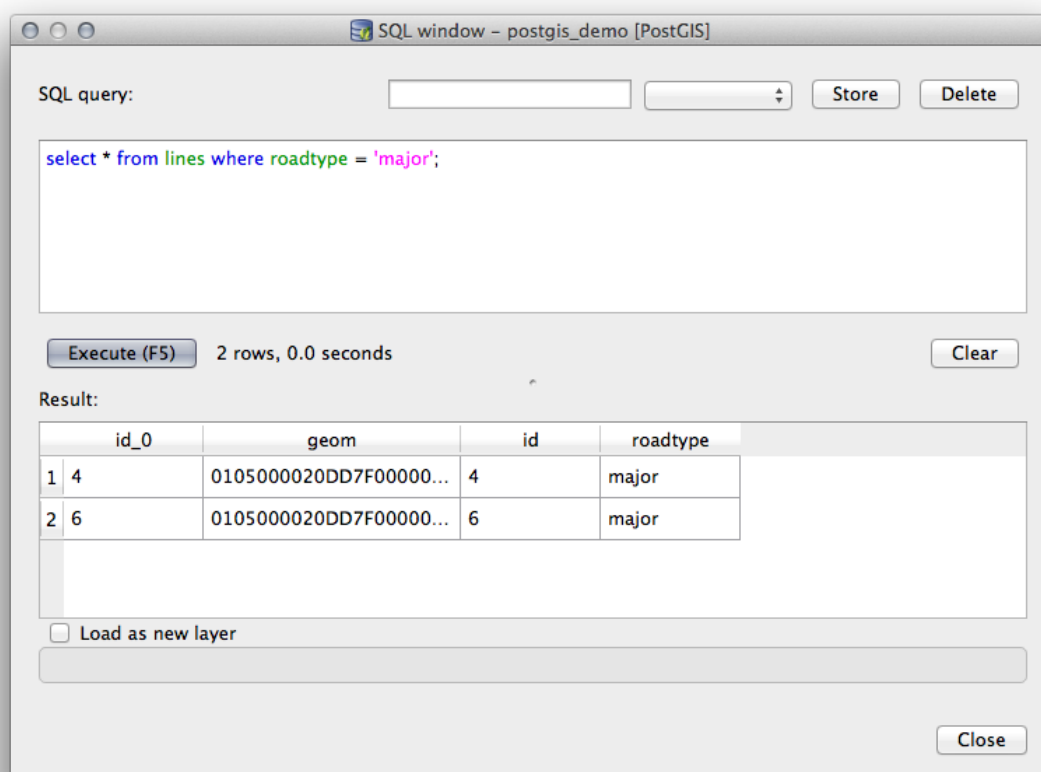 SQL window – postgis_demo [PostGIS]
SQL query: Store Delete
select * from lines where roadtype = 'major';
Execute (F5) 2 rows, 0.0 seconds Clear
Result:
id_0 geom id roadtype
1 4 0105000020DD7F00000... 4 major
2 6 0105000020DD7F00000... 6 major
Load as new layer
Close